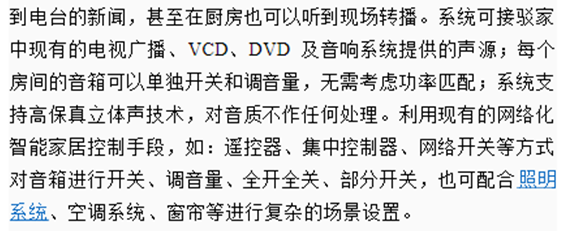 到电台的新闻，甚至在厨房也可以听到现场转播。系统可接驳家
中现有的电视广播、VCD、DVD 及音响系统提供的声源；每个
房间的音箱可以单独开关和调音量，无需考虑功率匹配；系统支
持高保真立体声技术，对音质不作任何处理。利用现有的网络化
智能家居控制手段，如：遥控器、集中控制器、网络开关等方式
对音箱进行开关、调音量、全开全关、部分开关，也可配合照明
系统、空调系统、窗帘等进行复杂的场景设置。